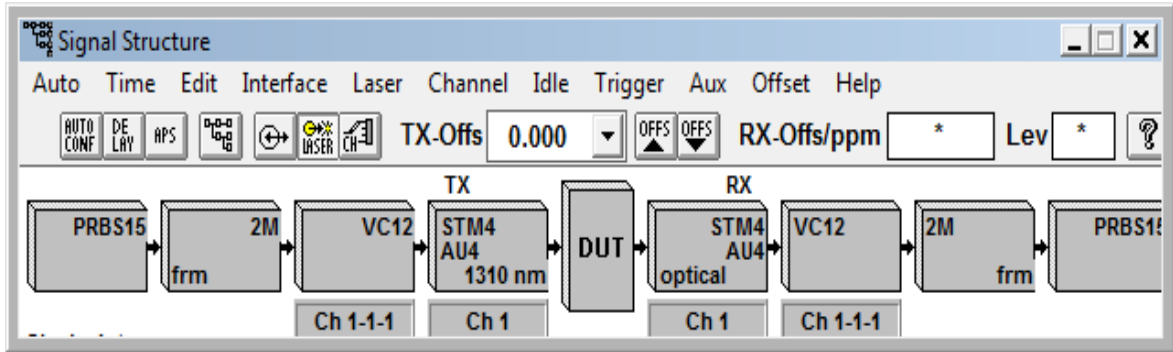 Signal Structure
Auto Time Edit Interface Laser Channel Idle Trigger Aux Offset Help
AUTO CONF DE LAY APS LASER CH TX-Offs 0.000 OFFS OFFS RX-Offs/ppm * Lev * ?
TX RX
PRBS15 2M VC12 STM4 DUT STM4 VC12 2M PRBS15
AU4 AU4
frm 1310 nm optical frm
Ch 1-1-1 Ch 1 Ch 1 Ch 1-1-1